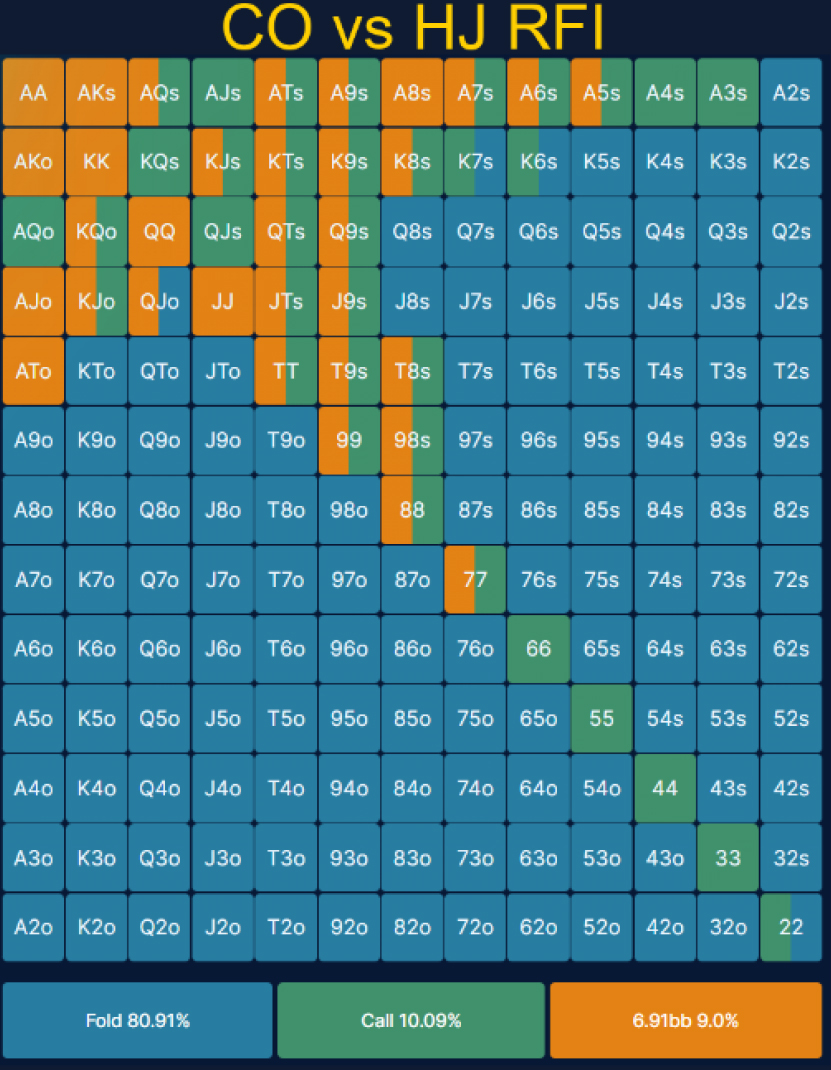 CO vs HJ RFI
AA AKs AQs AJs ATs A9s A8s A7s A6s A5s A4s A3s A2s
AKo KK KQs KJs KTs K9s K8s K7s K6s K5s K4s K3s K2s
AQo KQo QQ QJs QTs Q9s Q8s Q7s Q6s Q5s Q4s Q3s Q2s
AJo KJo QJo JJ JTs J9s J8s J7s J6s J5s J4s J3s J2s
ATo KTo QTo JTo TT T9s T8s T7s T6s T5s T4s T3s T2s
A9o K9o Q9o J9o T9o 99 98s 97s 96s 95s 94s 93s 92s
A8o K8o Q8o J8o T8o 98o 88 87s 86s 85s 84s 83s 82s
A7o K7o Q7o J7o T7o 97o 87o 77 76s 75s 74s 73s 72s
A6o K6o Q6o J6o T6o 96o 86o 76o 66 65s 64s 63s 62s
A5o K5o Q5o J5o T5o 95o 85o 75o 65o 55 54s 53s 52s
A4o K4o Q4o J4o T4o 94o 84o 74o 64o 54o 44 43s 42s
A3o K3o Q3o J3o T3o 93o 83o 73o 63o 53o 43o 33 32s
A2o K2o Q2o J2o T2o 92o 82o 72o 62o 52o 42o 32o 22
Fold 80.91% Call 10.09% 6.91bb 9.0%